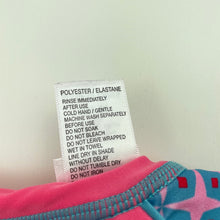 POLYESTER / ELASTANE
RINSE IMMEDIATELY
AFTER USE
COLD HAND / GENTLE
MACHINE WASH SEPARATELY
BEFORE USE
DO NOT SOAK
DO NOT BLEACH
DO NOT LEAVE WRAPPED
WET IN TOWEL
LINE DRY IN SHADE
WITHOUT DELAY
DO NOT TUMBLE DRY
DO NOT IRON